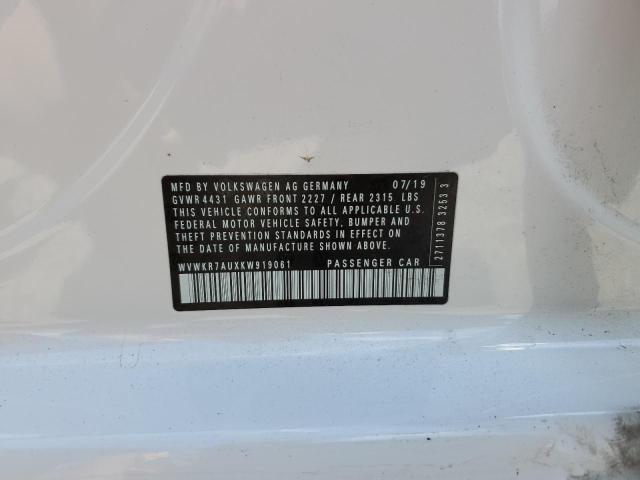 MFD BY VOLKSWAGEN AG GERMANY 07/19
GVWR 4431 GAWR FRONT 2227 / REAR 2315 LBS
THIS VEHICLE CONFORMS TO ALL APPLICABLE U.S.
FEDERAL MOTOR VEHICLE SAFETY, BUMPER AND
THEFT PREVENTION STANDARDS IN EFFECT ON
THE DATE OF MANUFACTURE SHOWN ABOVE.
WVWKR7AUXKW919061 PASSENGER CAR
2711378 3253 3